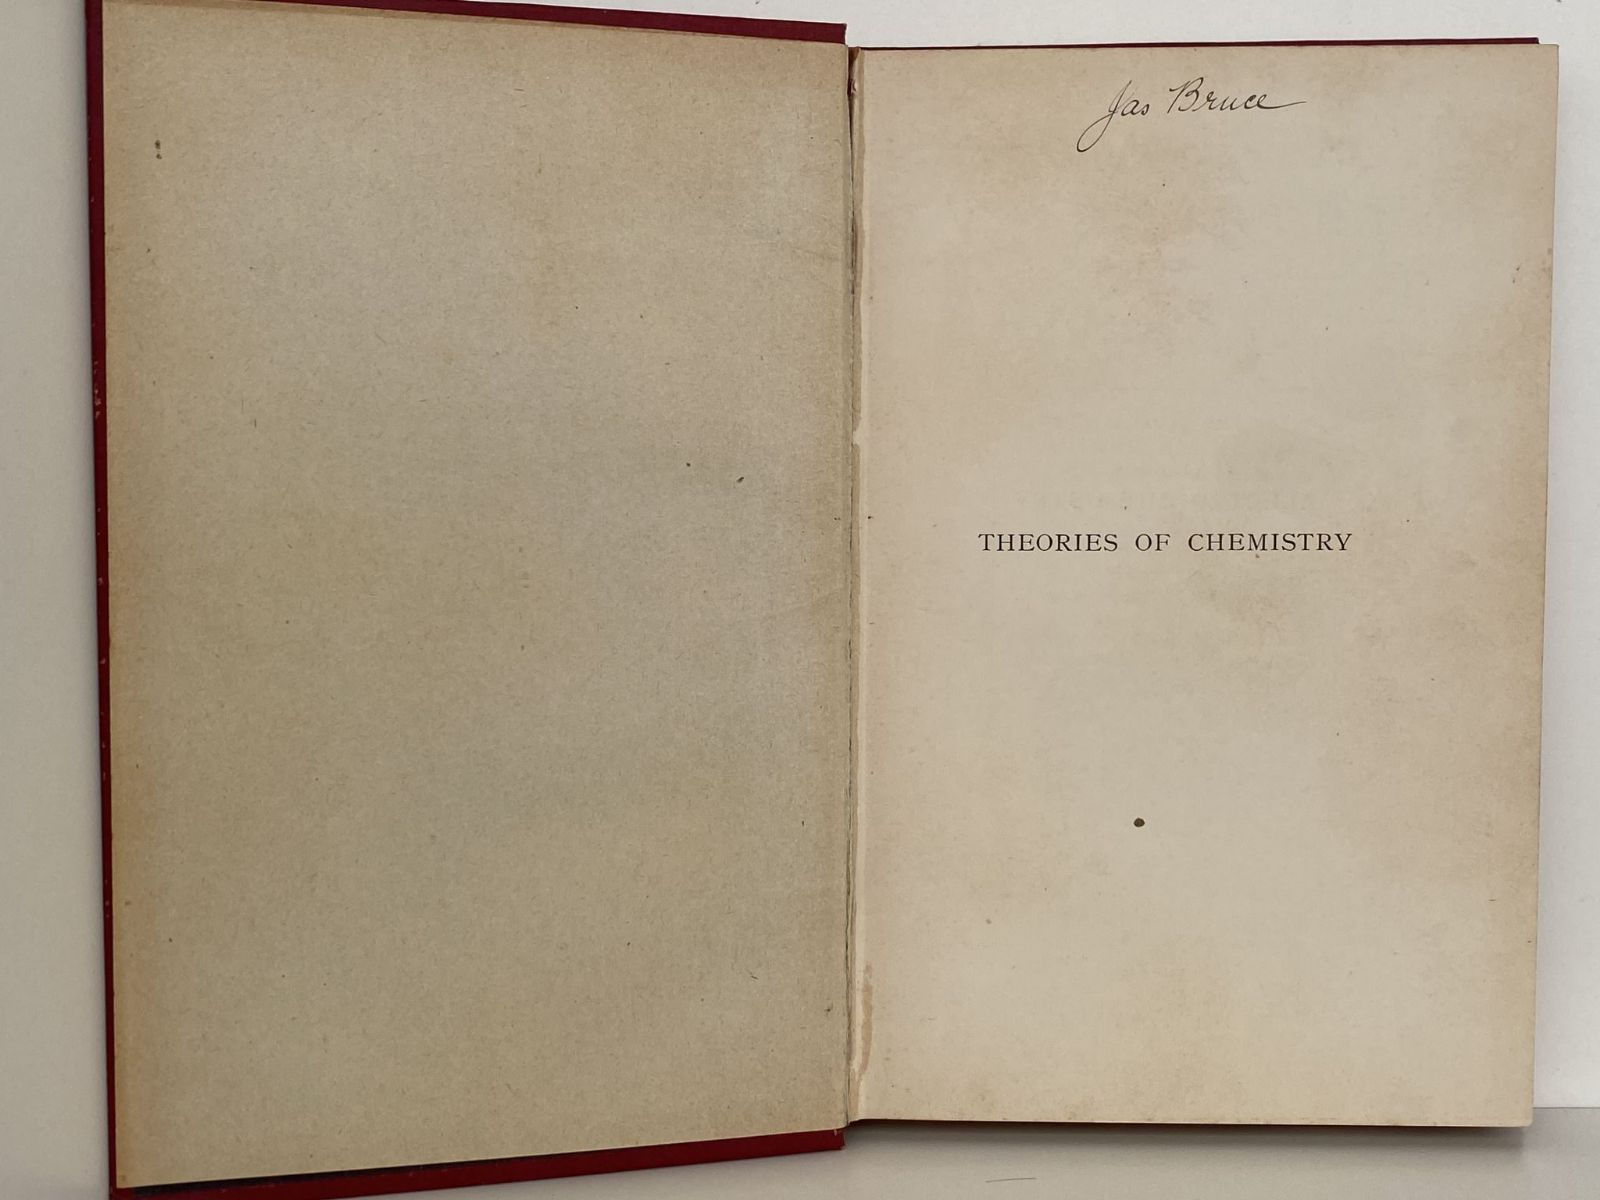 Jas Bruce
THEORIES OF CHEMISTRY